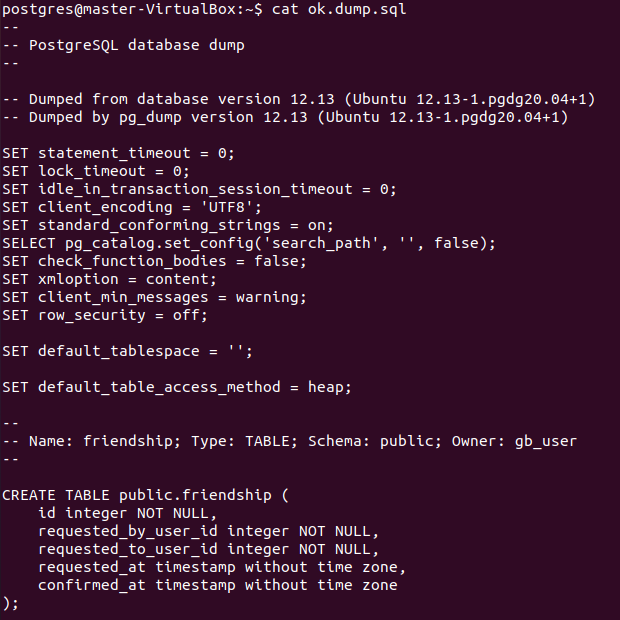 postgres@master-VirtualBox:~$ cat ok.dump.sql
--
-- PostgreSQL database dump
--
-- Dumped from database version 12.13 (Ubuntu 12.13-1.pgdg20.04+1)
-- Dumped by pg_dump version 12.13 (Ubuntu 12.13-1.pgdg20.04+1)
SET statement_timeout = 0;
SET lock_timeout = 0;
SET idle_in_transaction_session_timeout = 0;
SET client_encoding = 'UTF8';
SET standard_conforming_strings = on;
SELECT pg_catalog.set_config('search_path', '', false);
SET check_function_bodies = false;
SET xmloption = content;
SET client_min_messages = warning;
SET row_security = off;
SET default_tablespace = '';
SET default_table_access_method = heap;
--
-- Name: friendship; Type: TABLE; Schema: public; Owner: gb_user
--
CREATE TABLE public.friendship (
    id integer NOT NULL,
    requested_by_user_id integer NOT NULL,
    requested_to_user_id integer NOT NULL,
    requested_at timestamp without time zone,
    confirmed_at timestamp without time zone
);